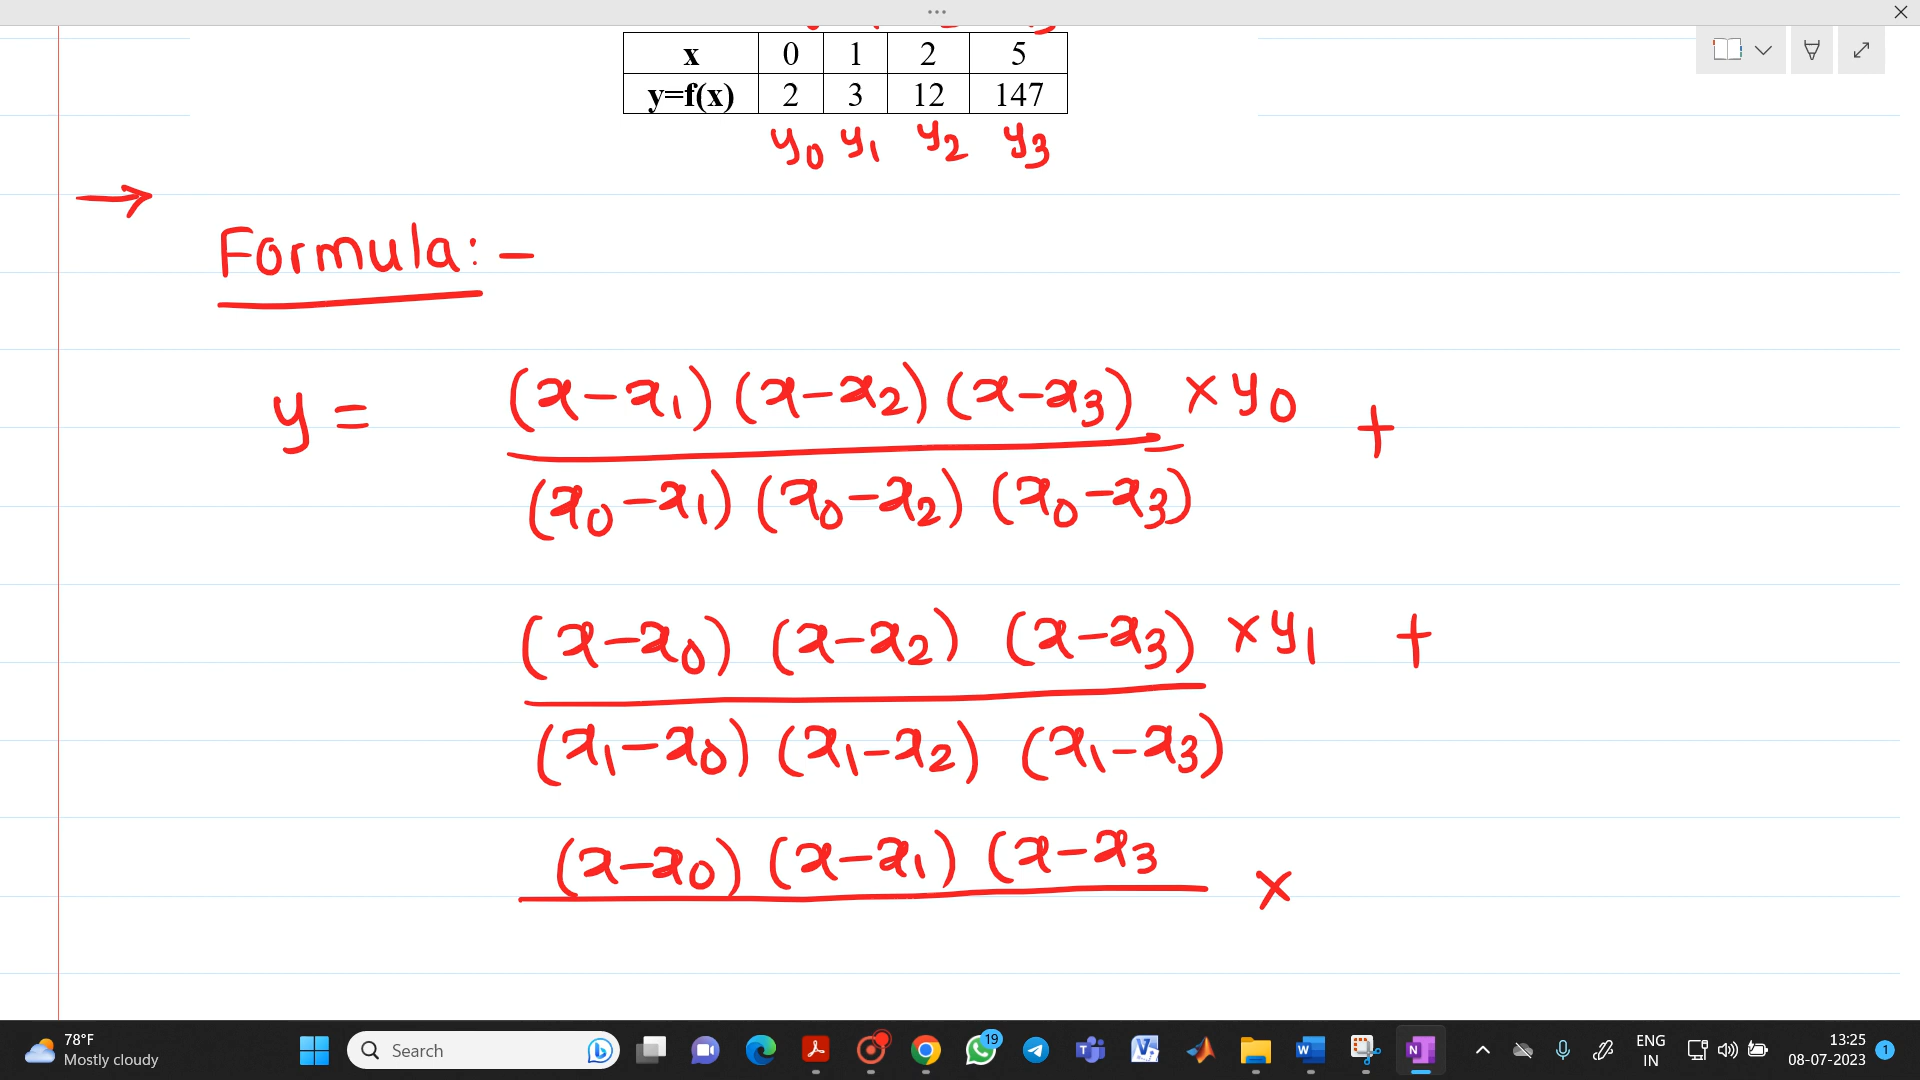 x 0 1 2 5
y=f(x) 2 3 12 147
y₀ y₁ y₂ y₃
→
Formula: –
(x–x₁) (x–x₂) (x–x₃) × y₀
y = +
(x₀–x₁) (x₀–x₂) (x₀–x₃)
(x–x₀) (x–x₂) (x–x₃) × y₁ +
(x₁–x₀) (x₁–x₂) (x₁–x₃)
(x–x₀) (x–x₁) (x–x₃ ×
78°F
Mostly cloudy
Search
19
ENG
IN
13:25
08-07-2023
1